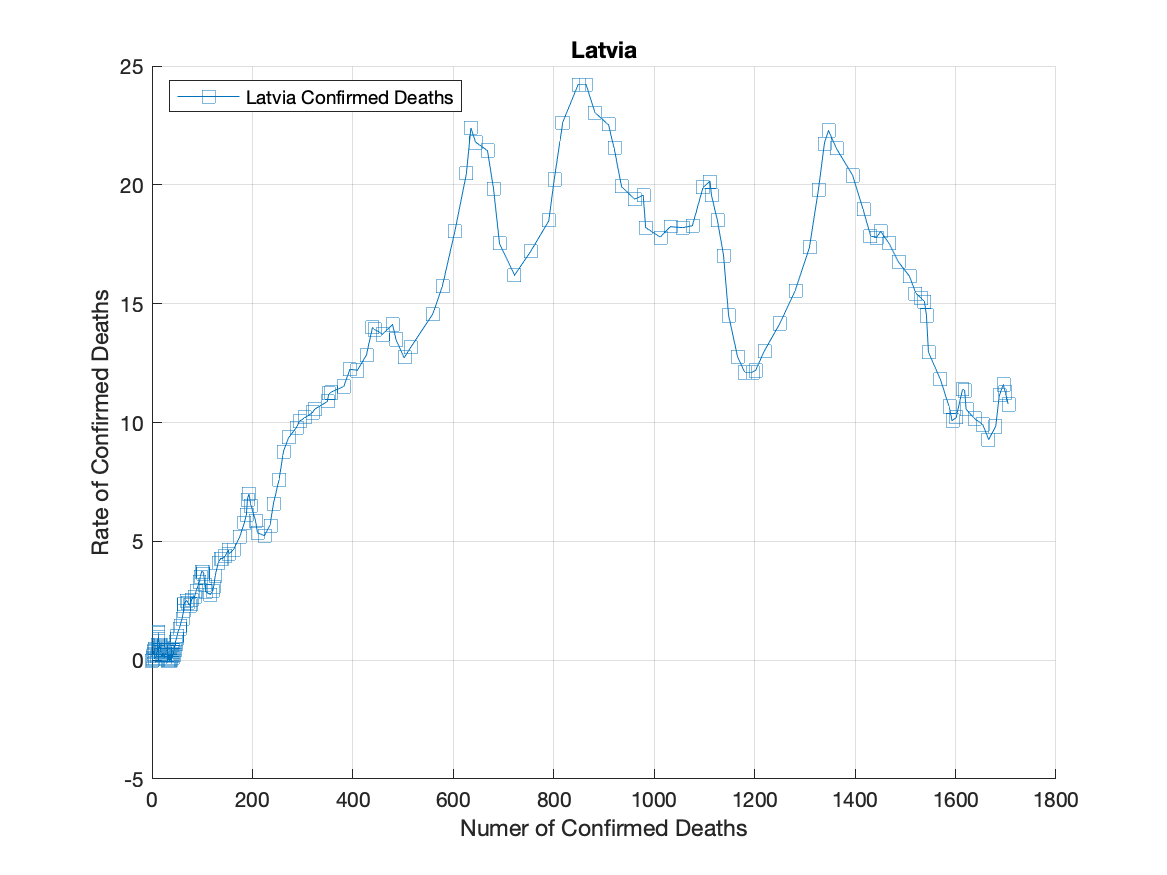 Latvia
Latvia Confirmed Deaths
Rate of Confirmed Deaths
25
20
15
10
5
0
-5
0 200 400 600 800 1000 1200 1400 1600 1800
Numer of Confirmed Deaths